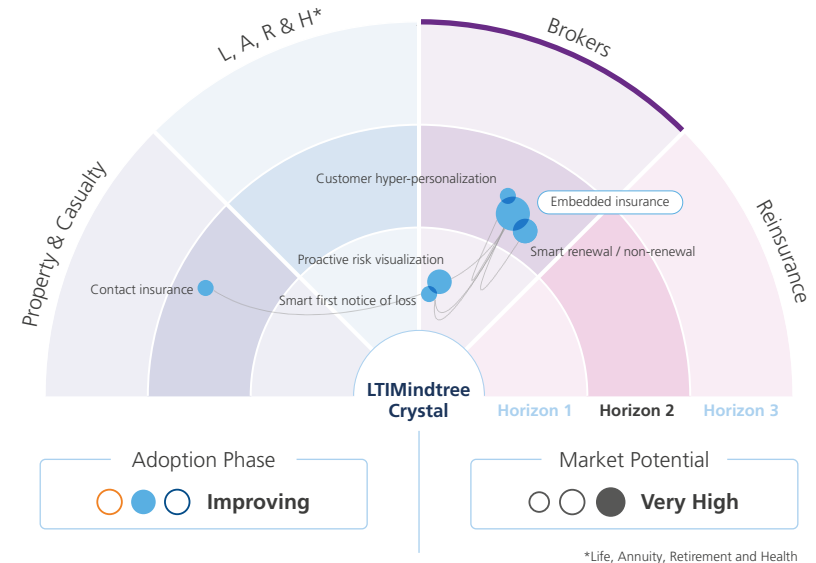 L, A, R & H*
Brokers
Property & Casualty
Reinsurance
Customer hyper-personalization
Embedded insurance
Smart renewal / non-renewal
Proactive risk visualization
Contact insurance
Smart first notice of loss
LTIMindtree
Crystal
Horizon 1
Horizon 2
Horizon 3
Adoption Phase
Improving
Market Potential
Very High
*Life, Annuity, Retirement and Health